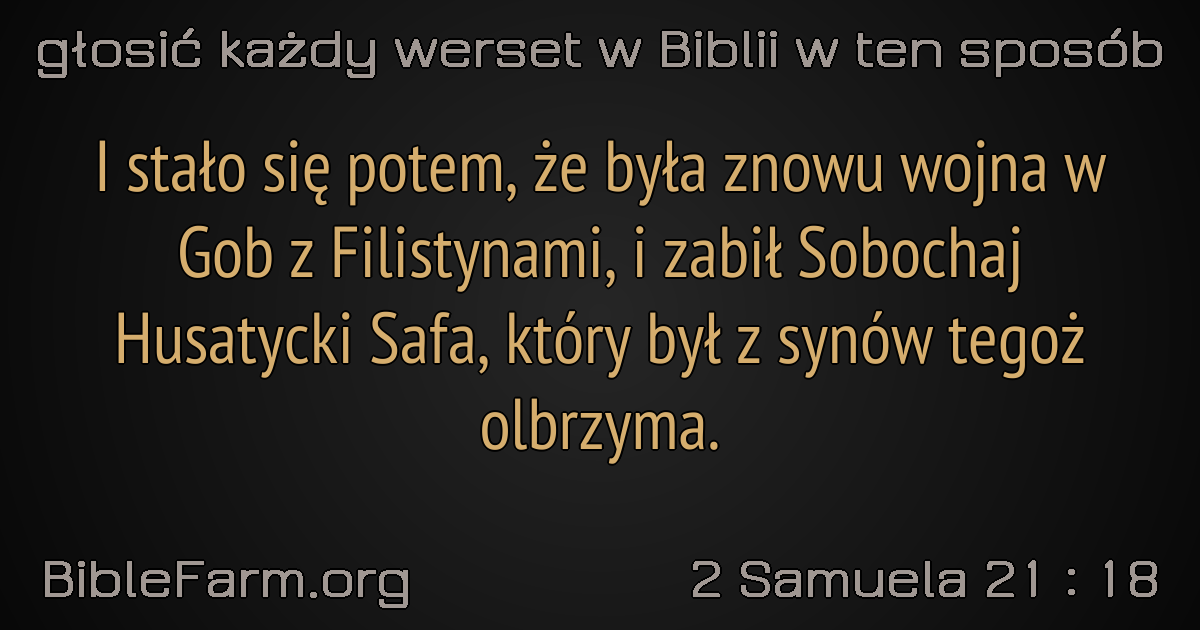 głosić każdy werset w Biblii w ten sposób
I stało się potem, że była znowu wojna w
Gob z Filistynami, i zabił Sobochaj
Husatycki Safa, który był z synów tegoż
olbrzyma.
BibleFarm.org
2 Samuela 21 : 18